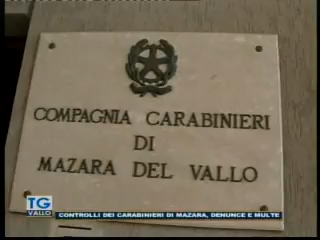 COMPAGNIA CARABINIERI
DI
MAZARA DEL VALLO
TG
VALLO
CONTROLLI DEI CARABINIERI DI MAZARA, DENUNCE E MULTE